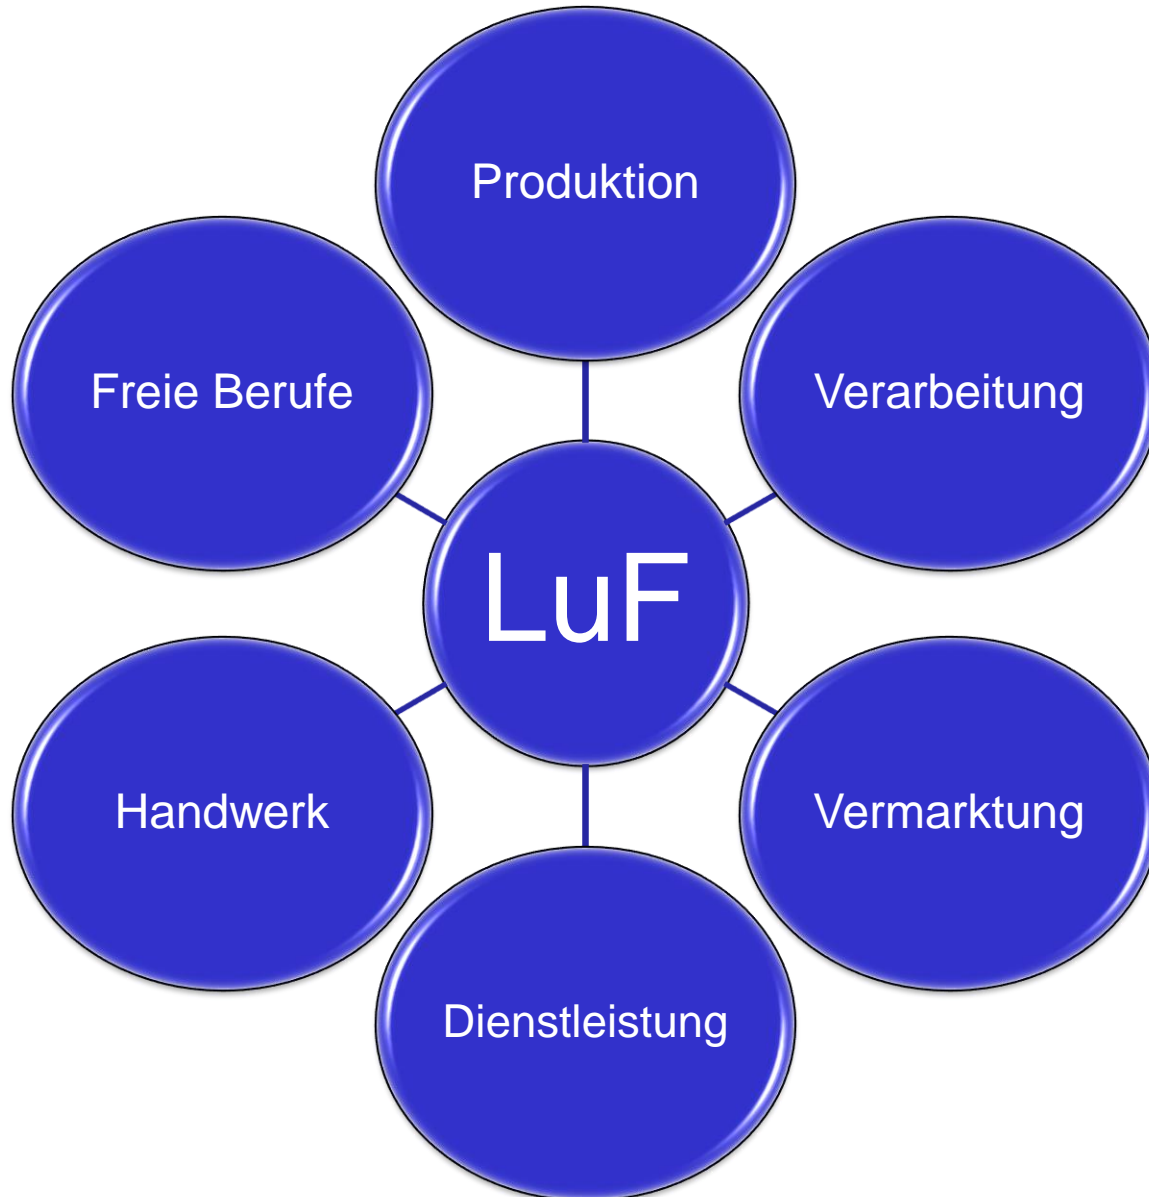 Produktion
Freie Berufe
Verarbeitung
LuF
Handwerk
Vermarktung
Dienstleistung